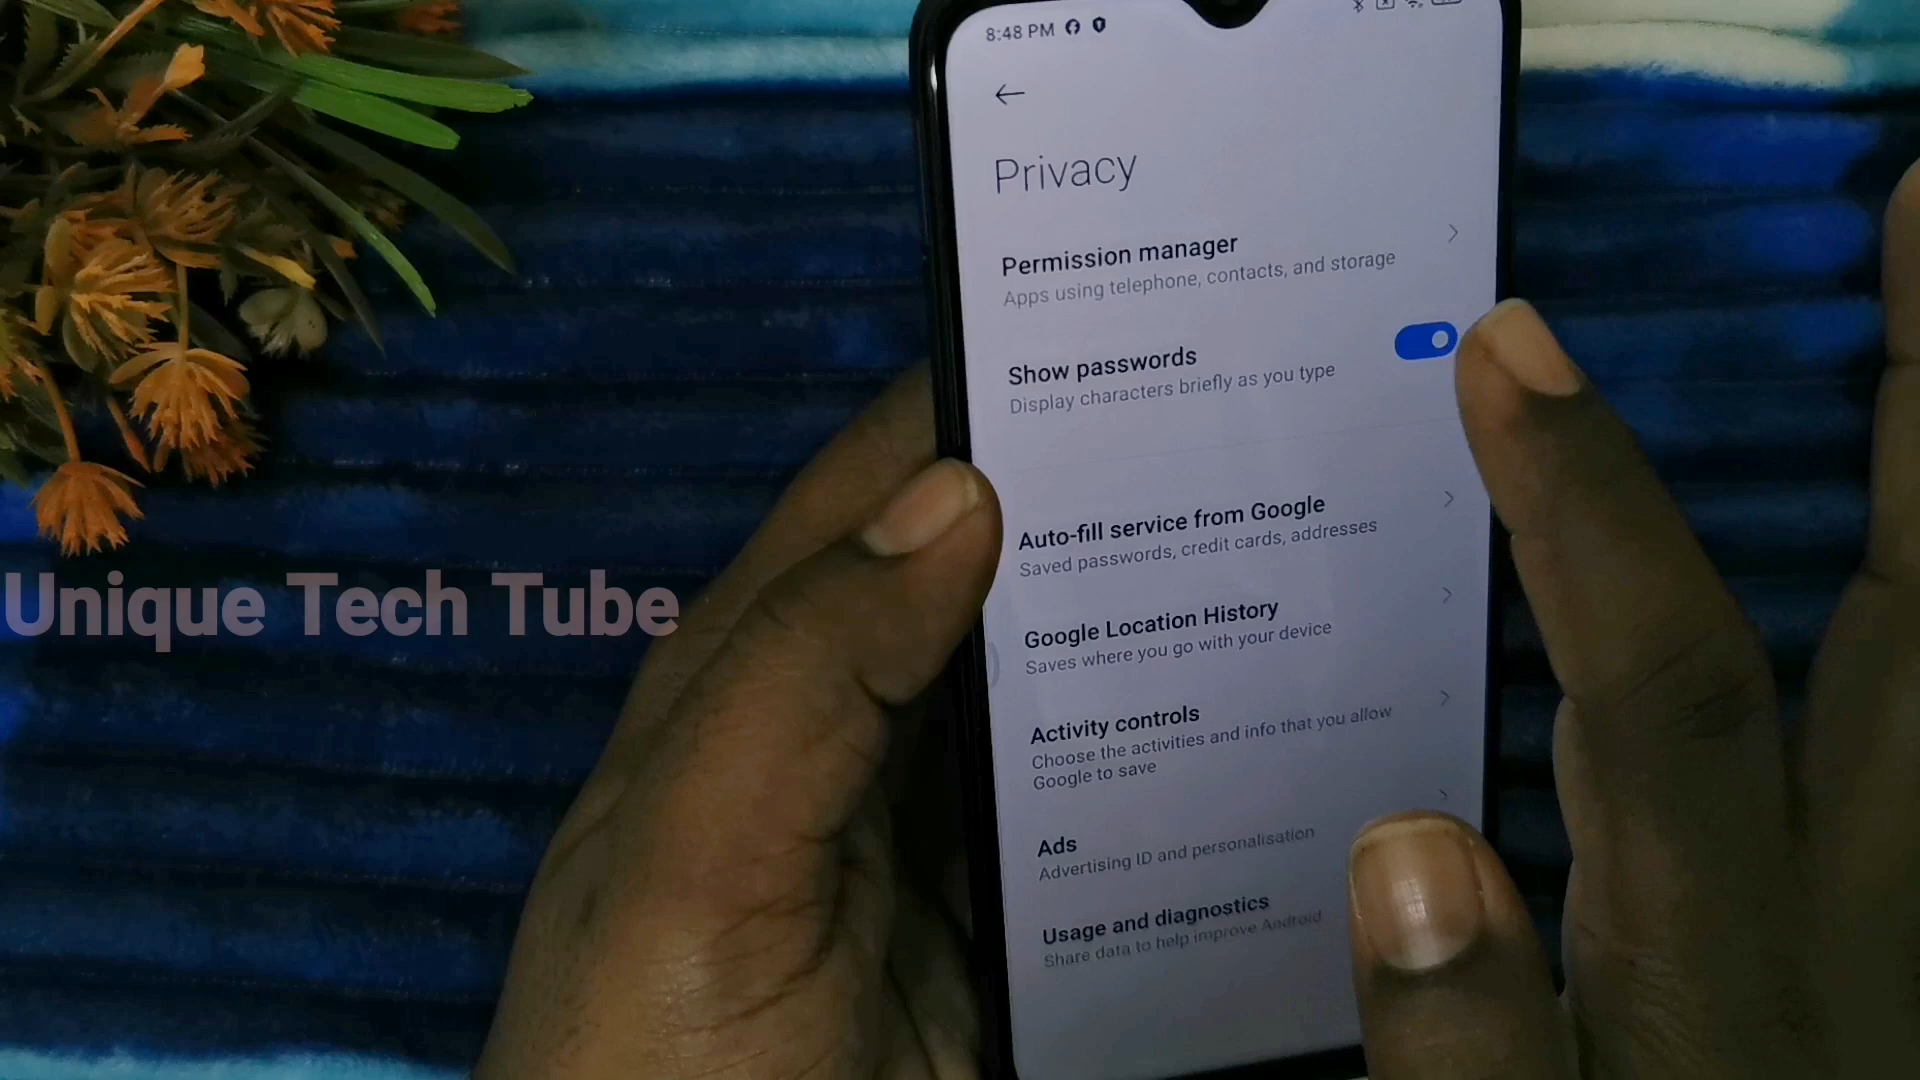 8:48 PM
Privacy
Permission manager
Apps using telephone, contacts, and storage
Show passwords
Display characters briefly as you type
Auto-fill service from Google
Saved passwords, credit cards, addresses
Google Location History
Saves where you go with your device
Activity controls
Choose the activities and info that you allow
Google to save
Ads
Advertising ID and personalisation
Usage and diagnostics
Share data to help improve Android
Unique Tech Tube